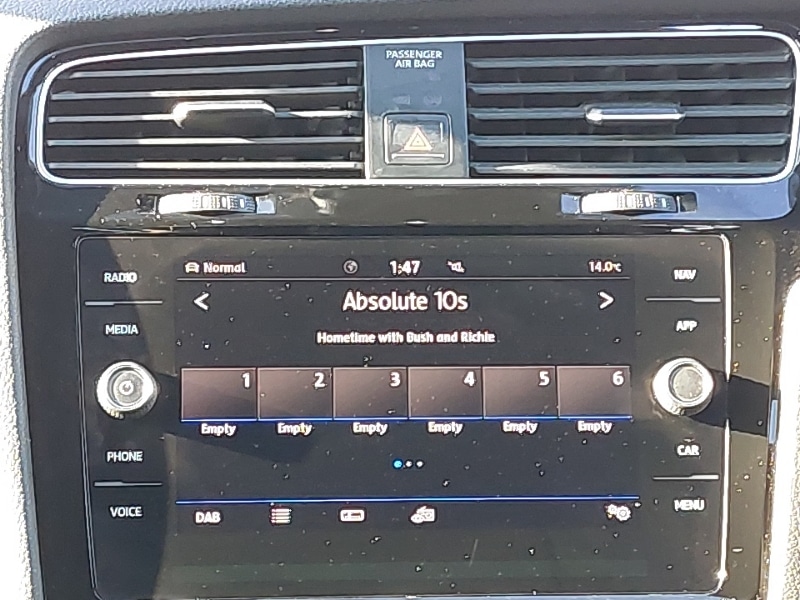 PASSENGER
AIR BAG
RADIO
MEDIA
PHONE
VOICE
Normal 1:47 14.0°C
< Absolute 10s >
Hometime with Bush and Richie
1 2 3 4 5 6
Empty Empty Empty Empty Empty Empty
DAB
NAV
APP
CAR
MENU